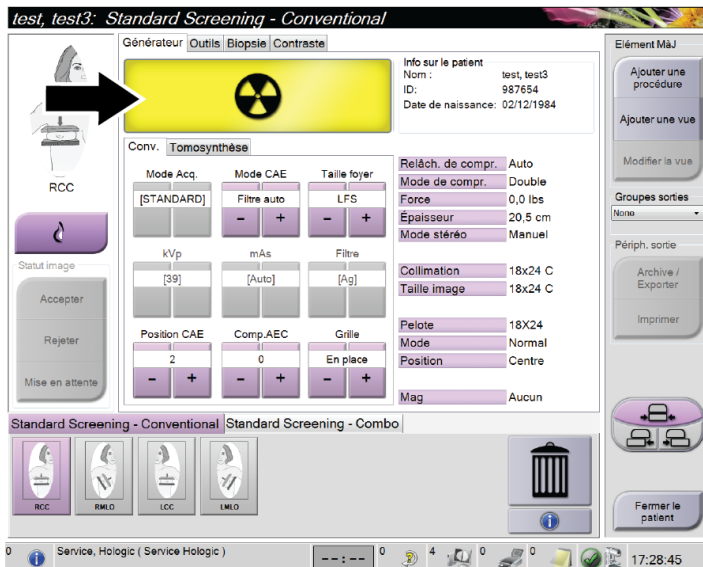 test, test3: Standard Screening - Conventional
Générateur Outils Biopsie Contraste
Info sur le patient
Nom : test, test3
ID: 987654
Date de naissance: 02/12/1984
RCC
Statut image
Accepter
Rejeter
Mise en attente
Conv. Tomosynthèse
Mode Acq. Mode CAE Taille foyer
[STANDARD] Filtre auto LFS
- + - +
kVp mAs Filtre
[39] [Auto] [Ag]
Position CAE Comp.AEC Grille
2 0 En place
- + - + - +
Relâch. de compr. Auto
Mode de compr. Double
Force 0,0 lbs
Épaisseur 20,5 cm
Mode stéréo Manuel
Collimation 18x24 C
Taille image 18x24 C
Pelote 18X24
Mode Normal
Position Centre
Mag Aucun
Elément MàJ
Ajouter une
procédure
Ajouter une vue
Modifier la vue
Groupes sorties
None
Périph. sortie
Archive /
Exporter
Imprimer
Fermer le
patient
Standard Screening - Conventional Standard Screening - Combo
RCC RMLO LCC LMLO
0 Service, Hologic ( Service Hologic ) --:-- 0 4 0 0 17:28:45